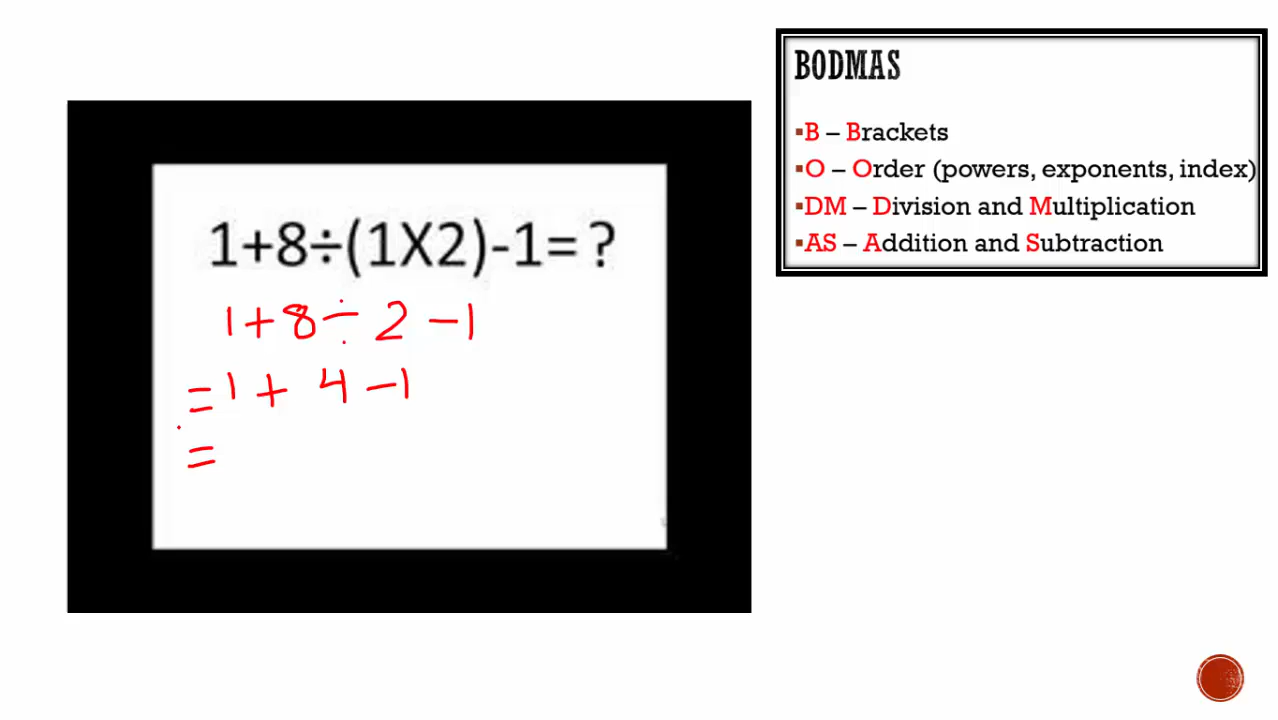 1+8÷(1X2)-1=?
1+8÷2-1
=1+4-1
=
BODMAS
▪B – Brackets
▪O – Order (powers, exponents, index)
▪DM – Division and Multiplication
▪AS – Addition and Subtraction